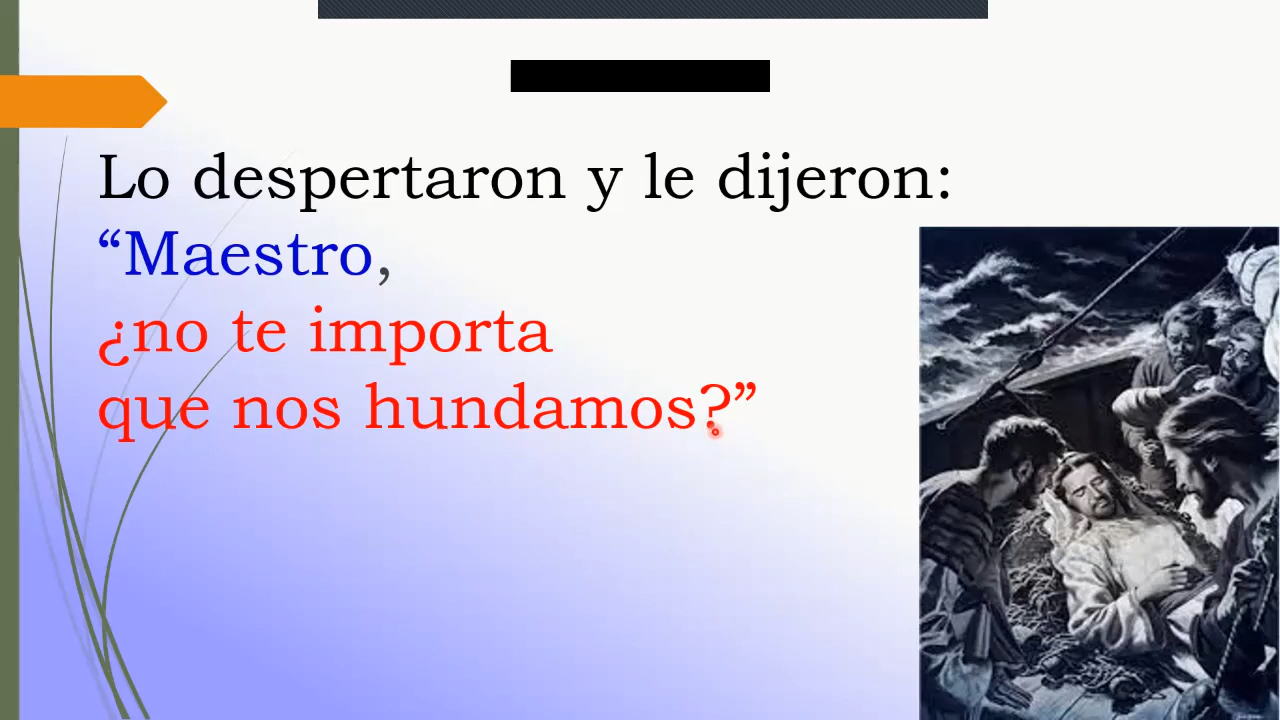 Lo despertaron y le dijeron:
“Maestro,
¿no te importa
que nos hundamos?”